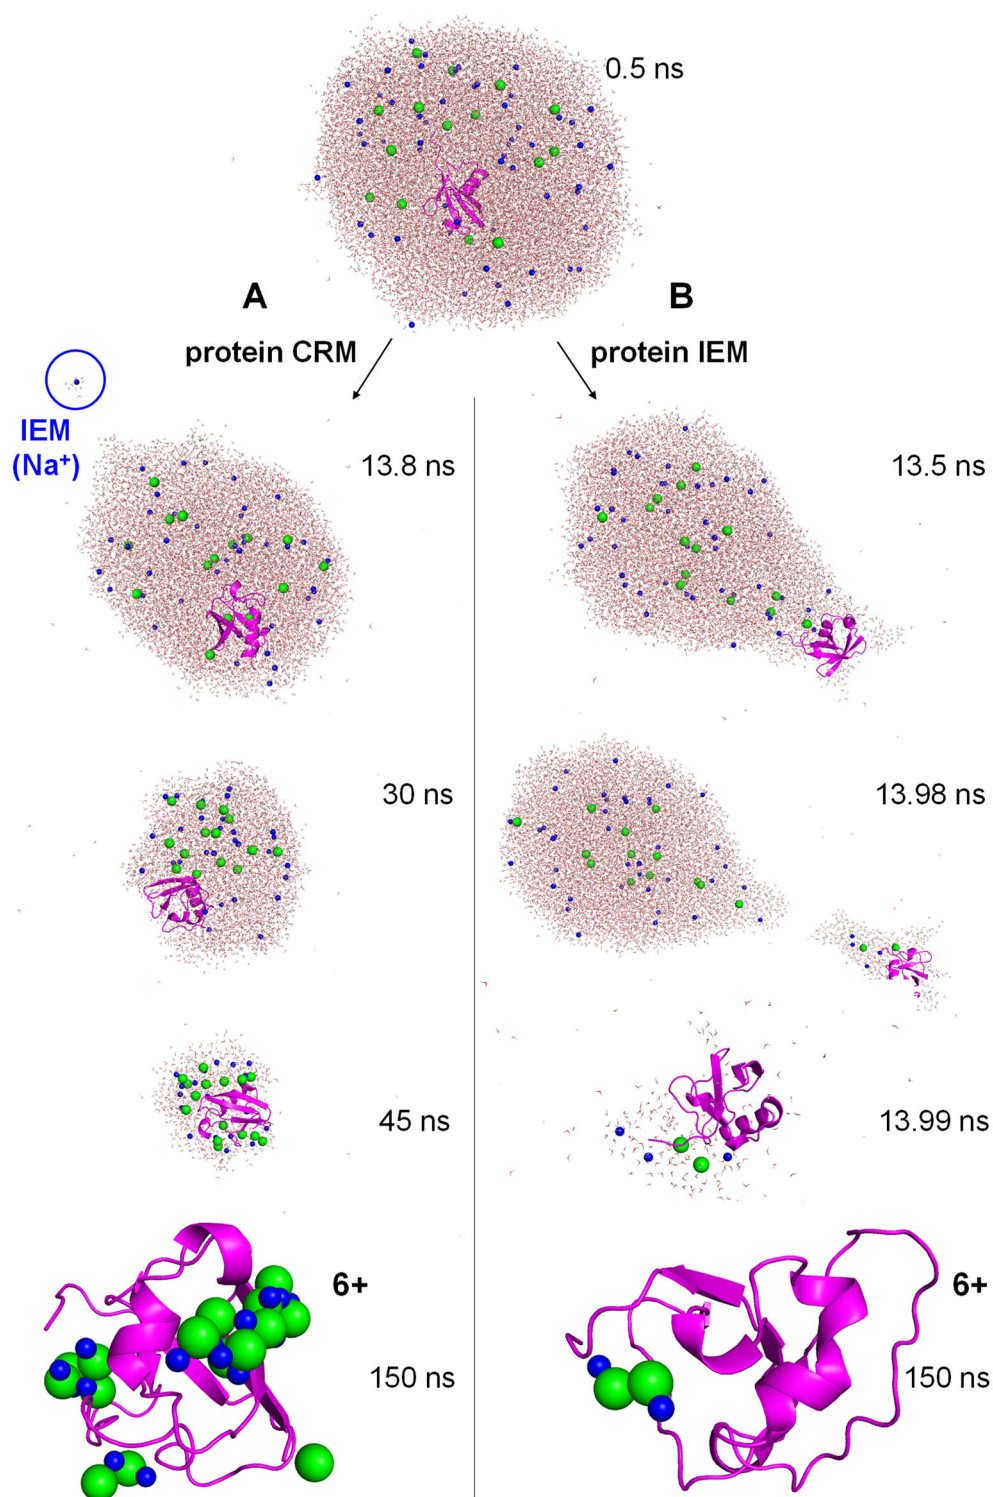 0.5 ns
A
B
protein CRM
protein IEM
IEM
(Na⁺)
13.8 ns
13.5 ns
30 ns
13.98 ns
45 ns
13.99 ns
6+
6+
150 ns
150 ns